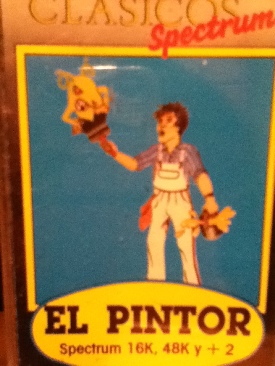 CLASICOS
Spectrum
EL PINTOR
Spectrum 16K, 48K y + 2